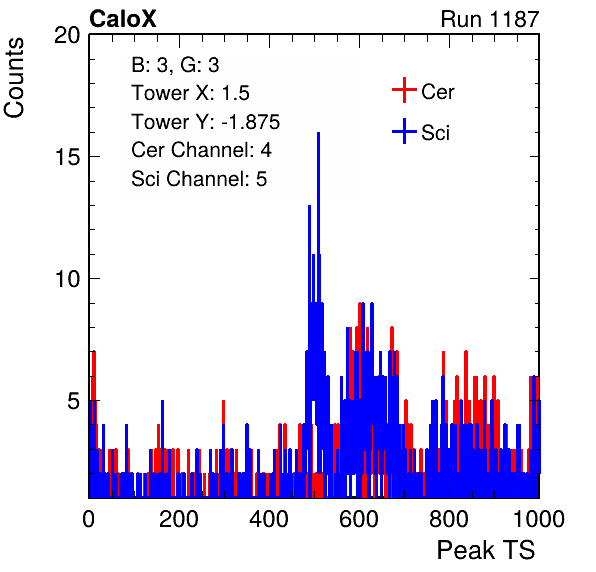 CaloX Run 1187
Counts
20
15
10
5
B: 3, G: 3
Tower X: 1.5
Tower Y: -1.875
Cer Channel: 4
Sci Channel: 5
Cer
Sci
0 200 400 600 800 1000
Peak TS